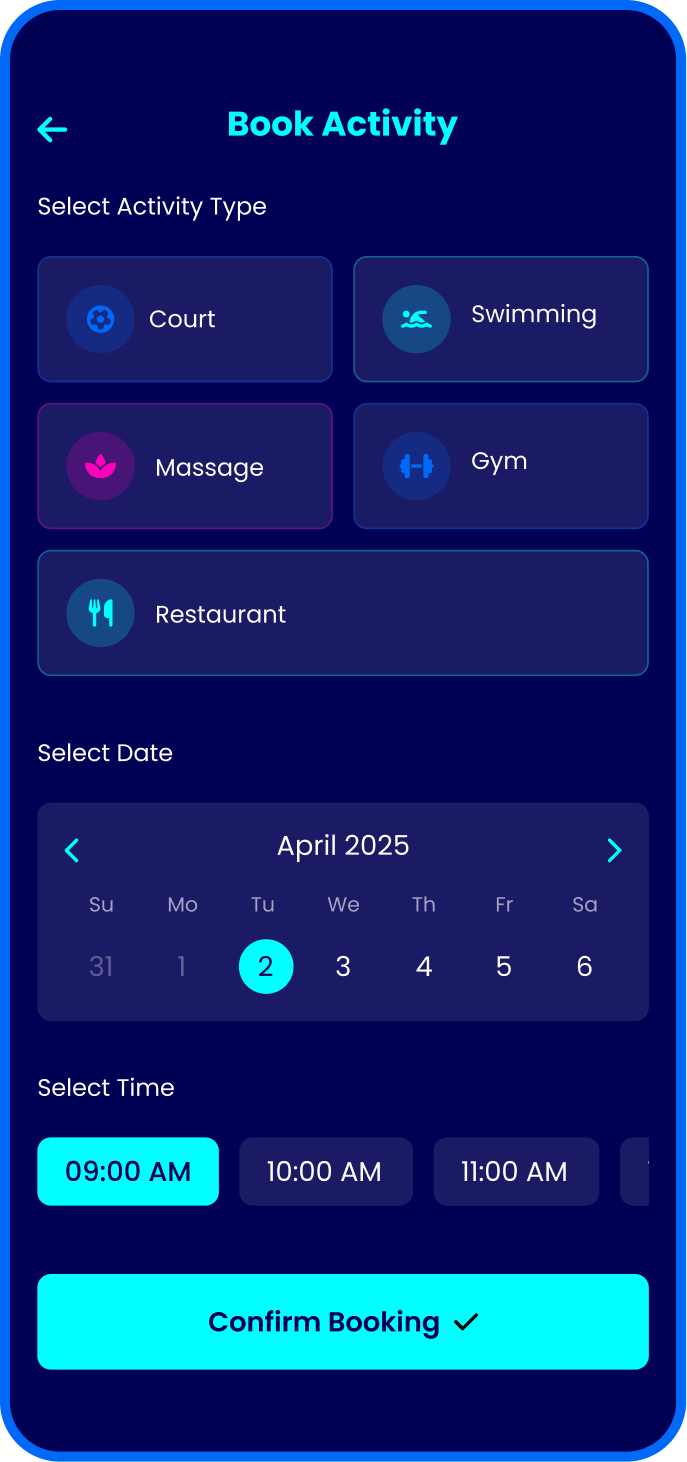 Book Activity
Select Activity Type
Court
Swimming
Massage
Gym
Restaurant
Select Date
April 2025
Su Mo Tu We Th Fr Sa
31 1 2 3 4 5 6
Select Time
09:00 AM 10:00 AM 11:00 AM
Confirm Booking